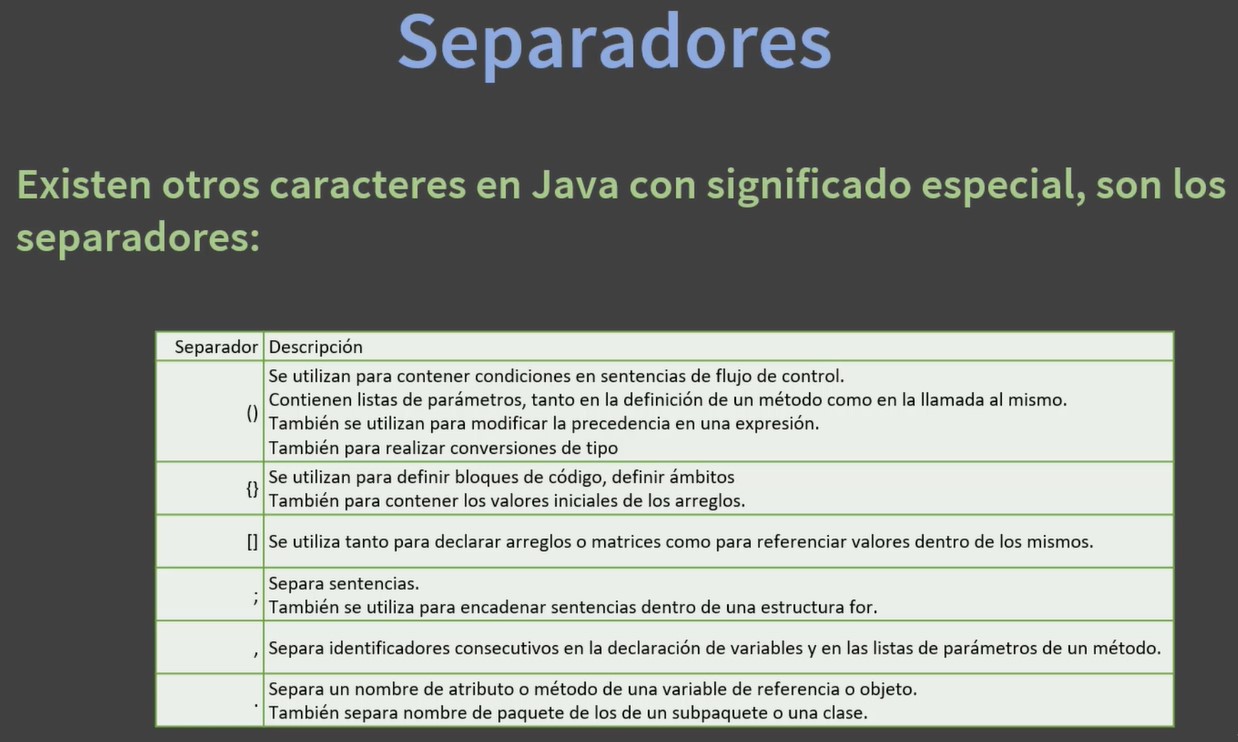 Separadores
Existen otros caracteres en Java con significado especial, son los
separadores:
Separador Descripción
()
Se utilizan para contener condiciones en sentencias de flujo de control.
Contienen listas de parámetros, tanto en la definición de un método como en la llamada al mismo.
También se utilizan para modificar la precedencia en una expresión.
También para realizar conversiones de tipo
{}
Se utilizan para definir bloques de código, definir ámbitos
También para contener los valores iniciales de los arreglos.
[] Se utiliza tanto para declarar arreglos o matrices como para referenciar valores dentro de los mismos.
;
Separa sentencias.
También se utiliza para encadenar sentencias dentro de una estructura for.
, Separa identificadores consecutivos en la declaración de variables y en las listas de parámetros de un método.
.
Separa un nombre de atributo o método de una variable de referencia o objeto.
También separa nombre de paquete de los de un subpaquete o una clase.